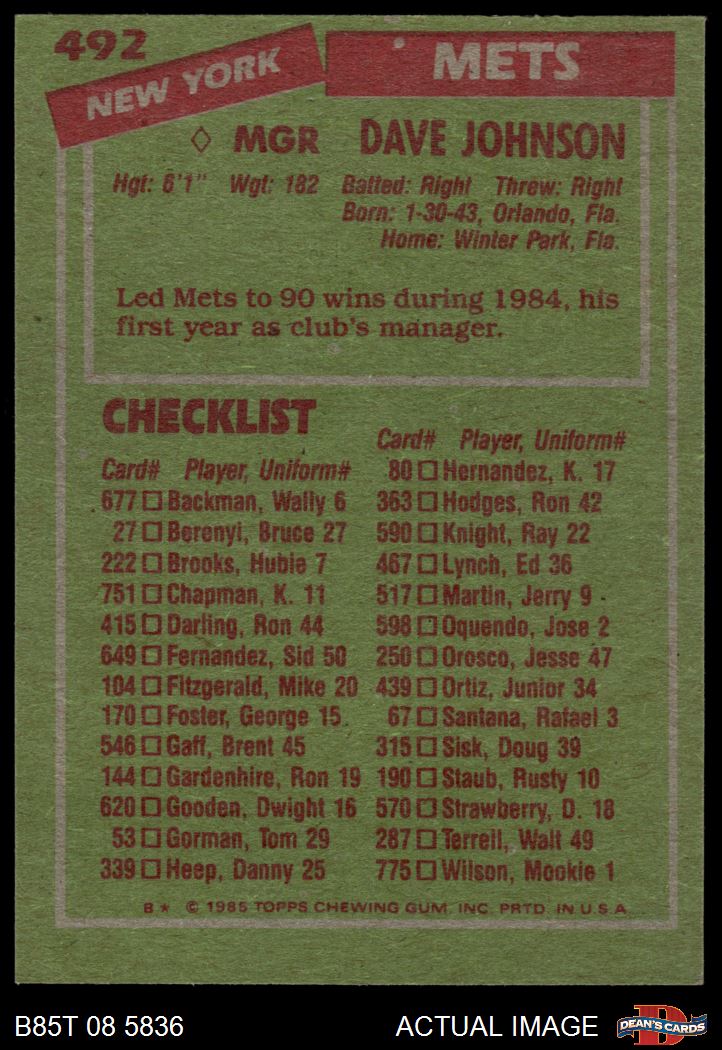 492
NEW YORK
METS
MGR DAVE JOHNSON
Hgt: 6'1" Wgt: 182 Batted: Right Threw: Right
Born: 1-30-43, Orlando, Fla.
Home: Winter Park, Fla.
Led Mets to 90 wins during 1984, his
first year as club's manager.
CHECKLIST
Card# Player, Uniform#
677 Backman, Wally 6
27 Berenyi, Bruce 27
222 Brooks, Hubie 7
751 Chapman, K. 11
415 Darling, Ron 44
649 Fernandez, Sid 50
104 Fitzgerald, Mike 20
170 Foster, George 15
546 Gaff, Brent 45
144 Gardenhire, Ron 19
620 Gooden, Dwight 16
53 Gorman, Tom 29
339 Heep, Danny 25
Card# Player, Uniform#
80 Hernandez, K. 17
363 Hodges, Ron 42
590 Knight, Ray 22
467 Lynch, Ed 36
517 Martin, Jerry 9
598 Oquendo, Jose 2
250 Orosco, Jesse 47
439 Ortiz, Junior 34
67 Santana, Rafael 3
315 Sisk, Doug 39
190 Staub, Rusty 10
570 Strawberry, D. 18
287 Terrell, Walt 49
775 Wilson, Mookie 1
B★ © 1985 TOPPS CHEWING GUM, INC. PRTD. IN U.S.A.
B85T 08 5836
ACTUAL IMAGE
D
DEAN'S CARDS